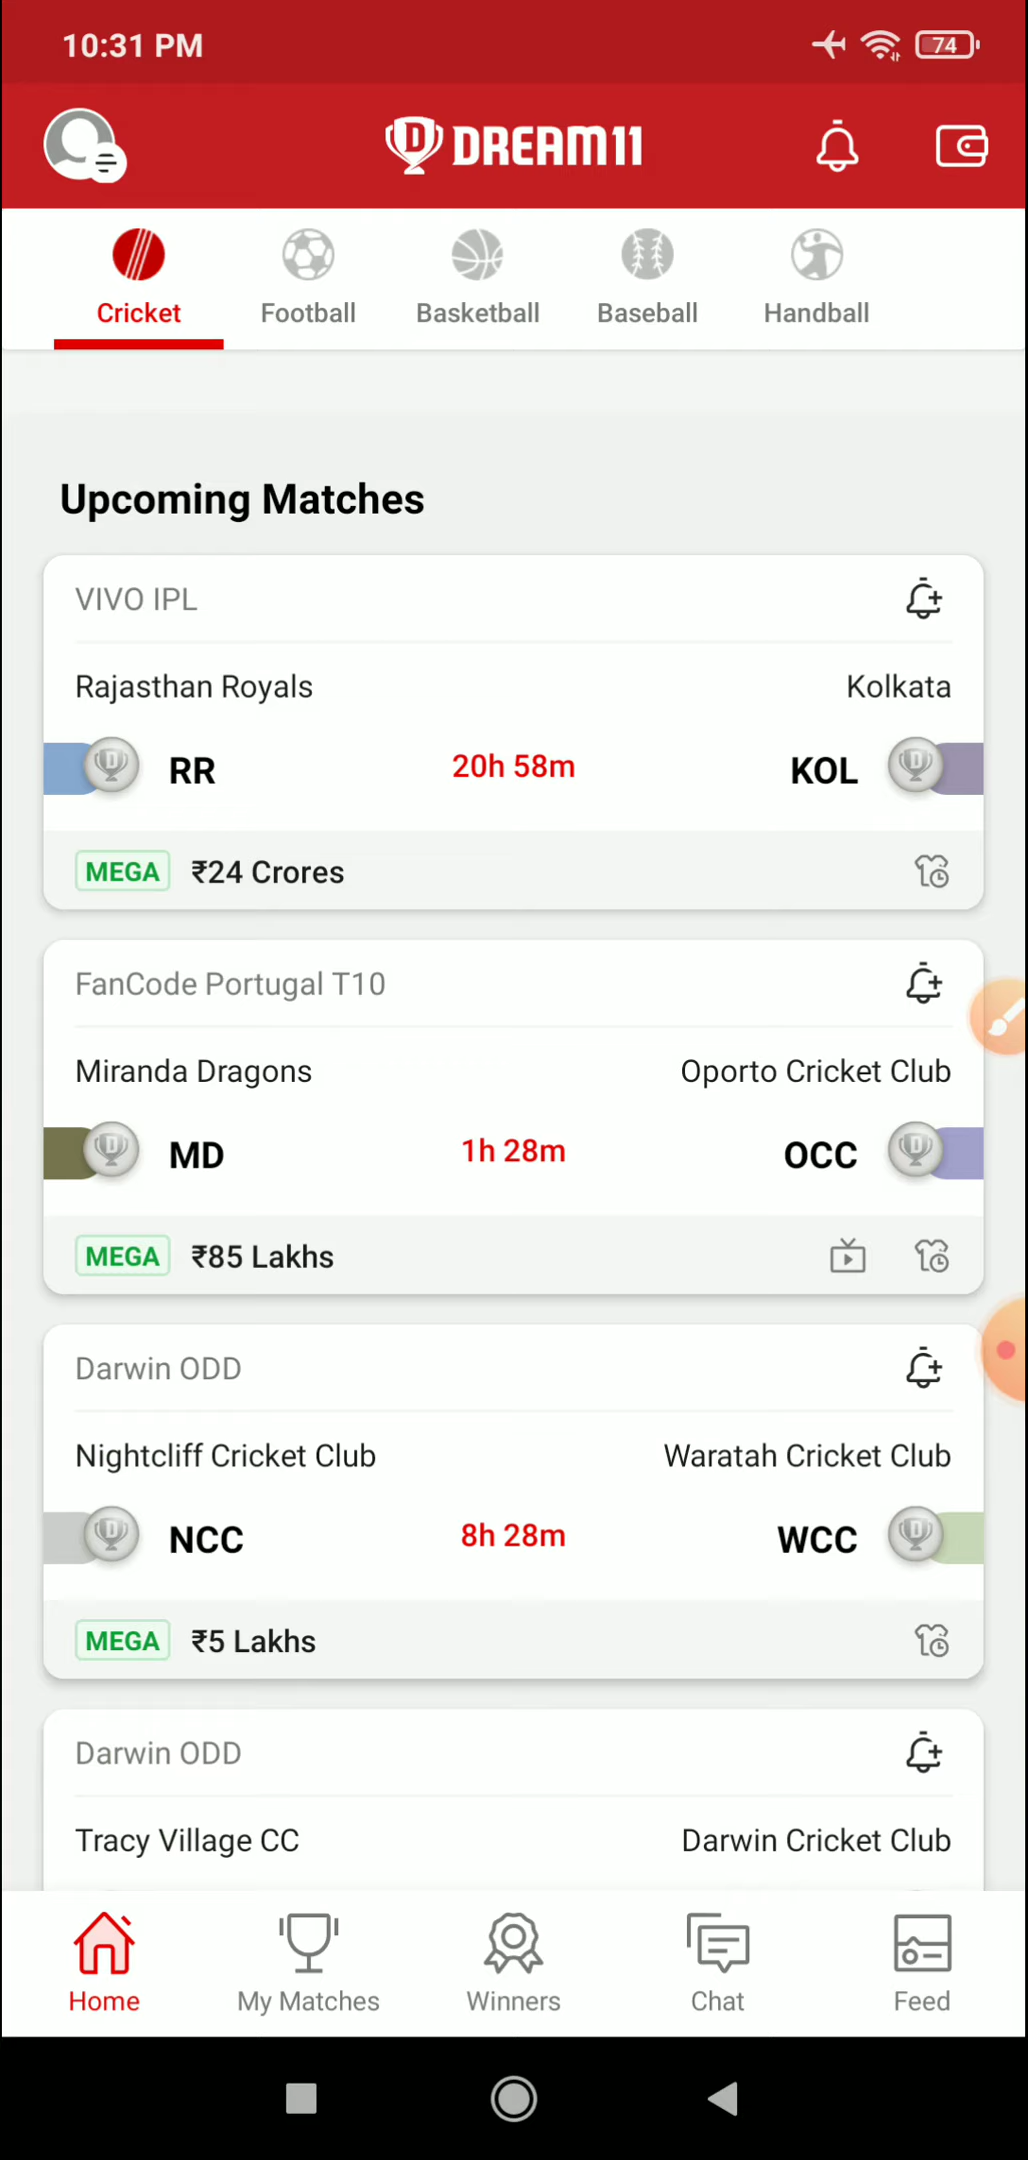 10:31 PM
74
DREAM11
Cricket
Football
Basketball
Baseball
Handball
Upcoming Matches
VIVO IPL
Rajasthan Royals
Kolkata
RR
20h 58m
KOL
MEGA ₹24 Crores
FanCode Portugal T10
Miranda Dragons
Oporto Cricket Club
MD
1h 28m
OCC
MEGA ₹85 Lakhs
Darwin ODD
Nightcliff Cricket Club
Waratah Cricket Club
NCC
8h 28m
WCC
MEGA ₹5 Lakhs
Darwin ODD
Tracy Village CC
Darwin Cricket Club
Home
My Matches
Winners
Chat
Feed